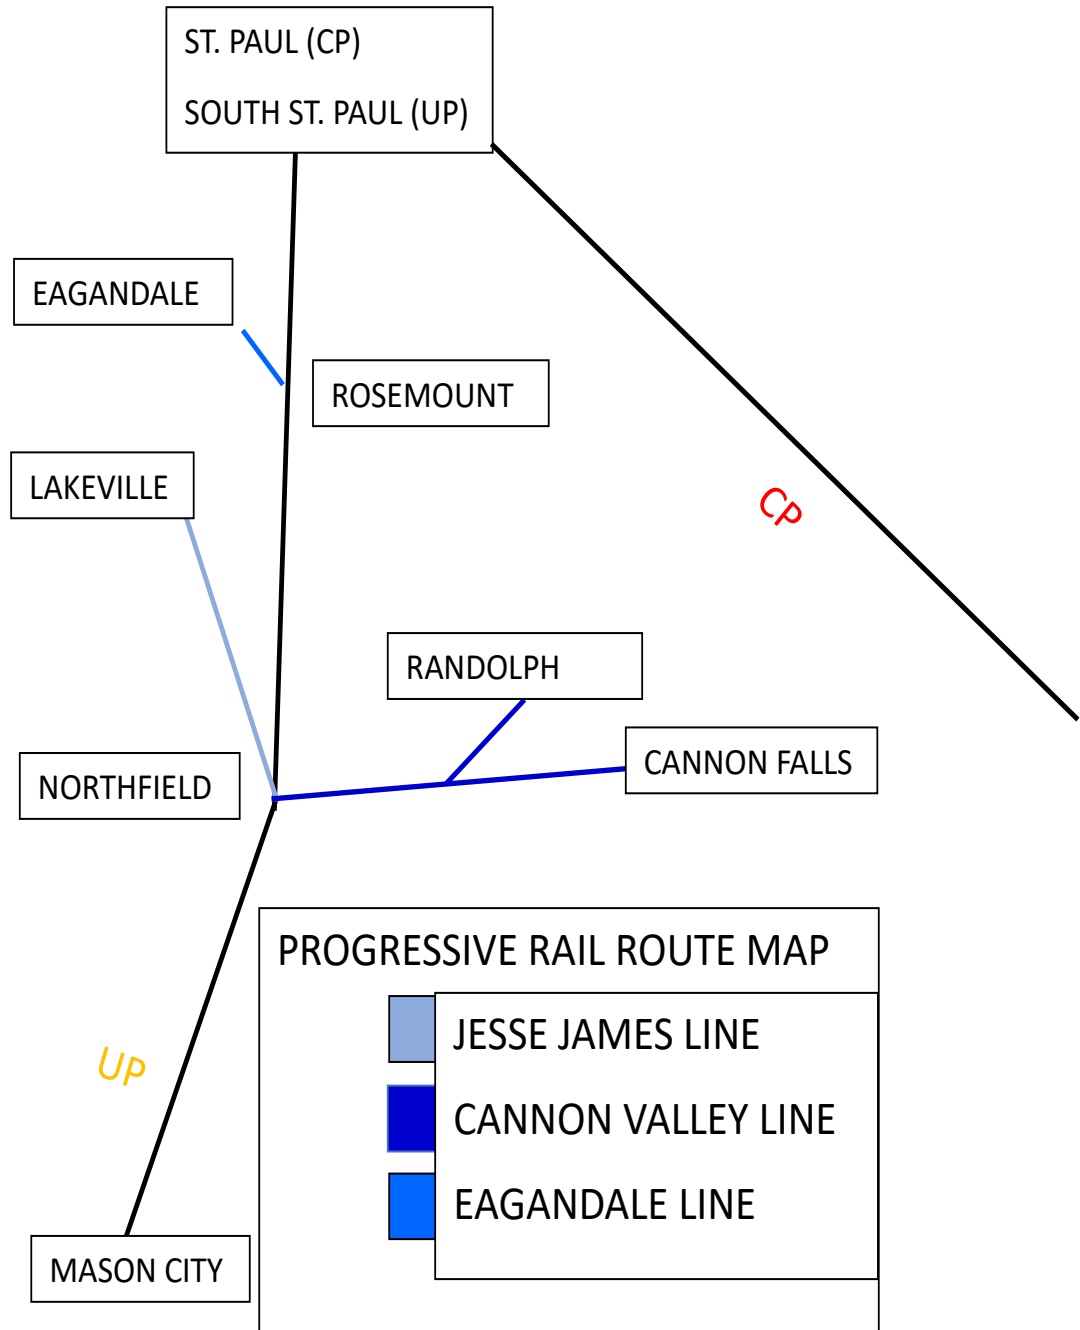 ST. PAUL (CP)
SOUTH ST. PAUL (UP)
EAGANDALE
ROSEMOUNT
LAKEVILLE
CP
RANDOLPH
CANNON FALLS
NORTHFIELD
PROGRESSIVE RAIL ROUTE MAP
JESSE JAMES LINE
UP
CANNON VALLEY LINE
EAGANDALE LINE
MASON CITY